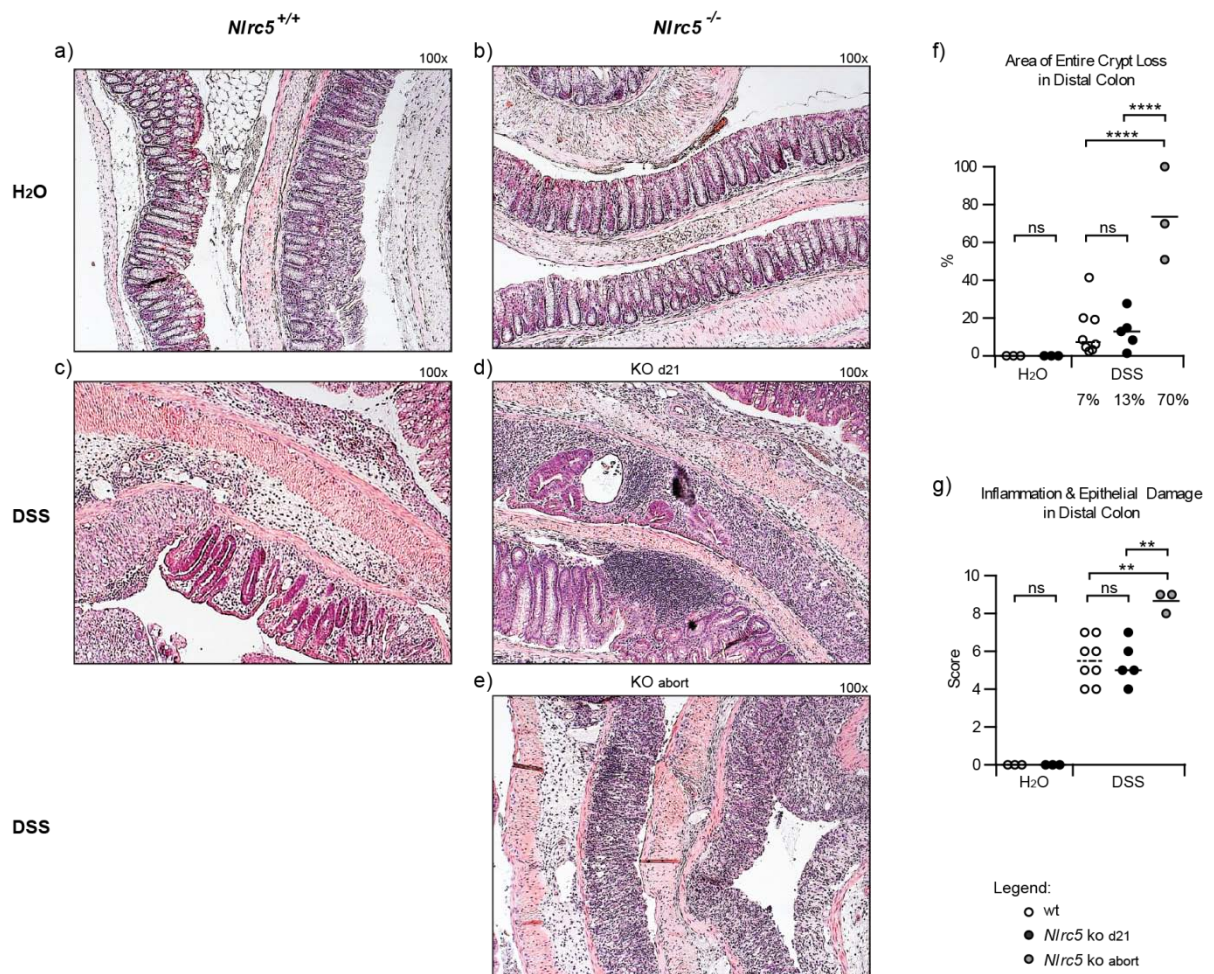 Nlrc5+/+
Nlrc5-/-
a)
100x
b)
100x
H2O
c)
100x
KO d21
d)
100x
DSS
KO abort
e)
100x
DSS
f)
Area of Entire Crypt Loss
in Distal Colon
****
****
ns
ns
100
80
60
40
20
0
%
H2O
DSS
7%
13%
70%
g)
Inflammation & Epithelial Damage
in Distal Colon
**
**
ns
ns
10
8
6
4
2
0
Score
H2O
DSS
Legend:
wt
Nlrc5 ko d21
Nlrc5 ko abort